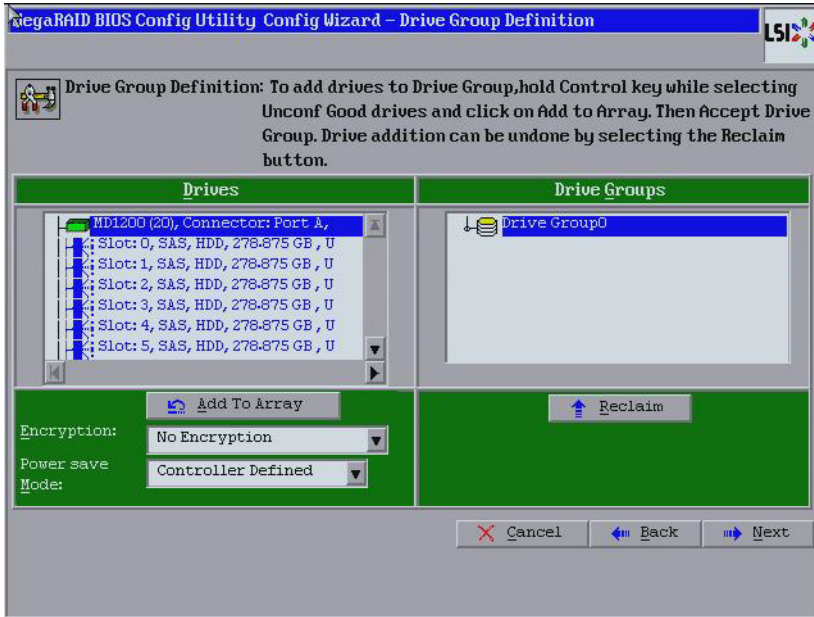 MegaRAID BIOS Config Utility Config Wizard – Drive Group Definition
LSI
Drive Group Definition: To add drives to Drive Group,hold Control key while selecting
Unconf Good drives and click on Add to Array. Then Accept Drive
Group. Drive addition can be undone by selecting the Reclaim
button.
Drives
Drive Groups
MD1200 (20), Connector: Port A,
Slot: 0, SAS, HDD, 278.875 GB , U
Slot: 1, SAS, HDD, 278.875 GB , U
Slot: 2, SAS, HDD, 278.875 GB , U
Slot: 3, SAS, HDD, 278.875 GB , U
Slot: 4, SAS, HDD, 278.875 GB , U
Slot: 5, SAS, HDD, 278.875 GB , U
Drive Group0
Add To Array
Reclaim
Encryption:
No Encryption
Power save
Mode:
Controller Defined
Cancel
Back
Next